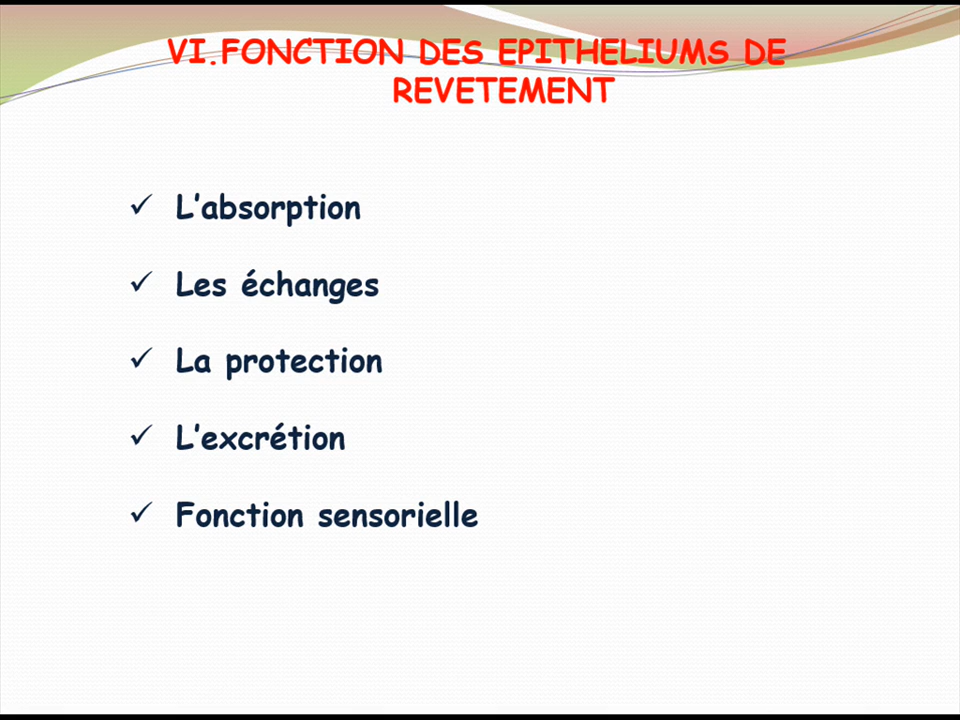 VI.FONCTION DES EPITHELIUMS DE
REVETEMENT
✓ L’absorption
✓ Les échanges
✓ La protection
✓ L’excrétion
✓ Fonction sensorielle